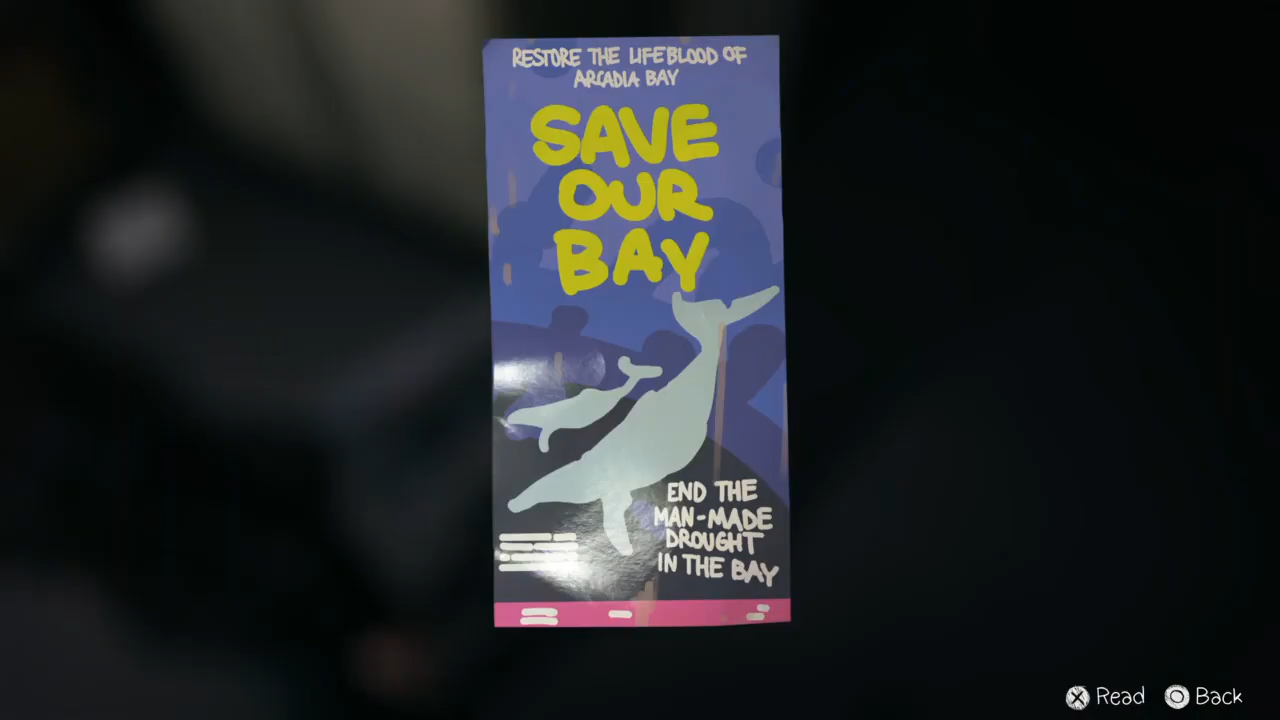 RESTORE THE LIFEBLOOD OF
ARCADIA BAY
SAVE
OUR
BAY
END THE
MAN-MADE
DROUGHT
IN THE BAY
Read Back